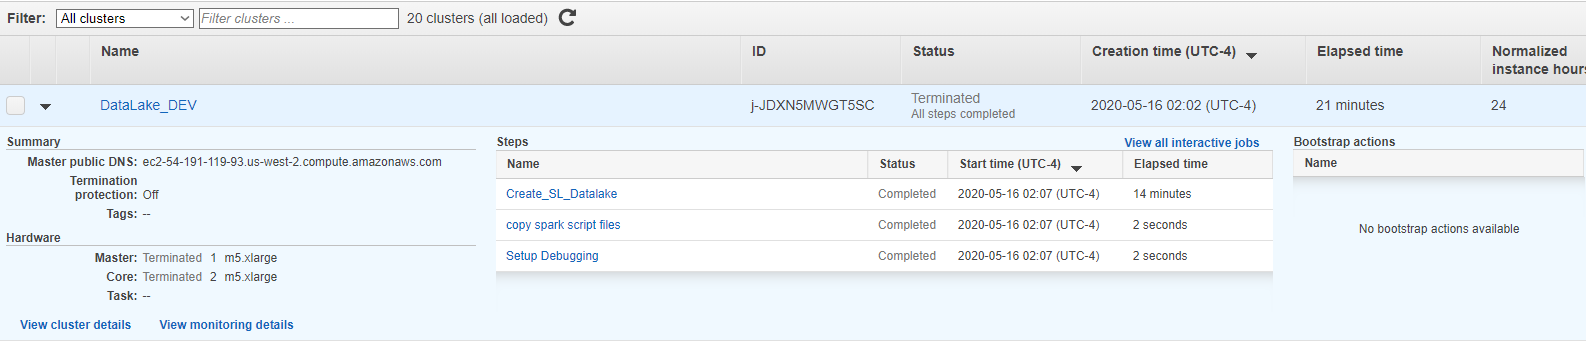 Filter: All clusters Filter clusters ... 20 clusters (all loaded)
Name ID Status Creation time (UTC-4) Elapsed time Normalized instance hours
DataLake_DEV j-JDXN5MWGT5SC Terminated All steps completed 2020-05-16 02:02 (UTC-4) 21 minutes 24
Summary
Master public DNS: ec2-54-191-119-93.us-west-2.compute.amazonaws.com
Termination
protection: Off
Tags: --
Hardware
Master: Terminated 1 m5.xlarge
Core: Terminated 2 m5.xlarge
Task: --
View cluster details View monitoring details
Steps View all interactive jobs
Name Status Start time (UTC-4) Elapsed time
Create_SL_Datalake Completed 2020-05-16 02:07 (UTC-4) 14 minutes
copy spark script files Completed 2020-05-16 02:07 (UTC-4) 2 seconds
Setup Debugging Completed 2020-05-16 02:07 (UTC-4) 2 seconds
Bootstrap actions
Name
No bootstrap actions available